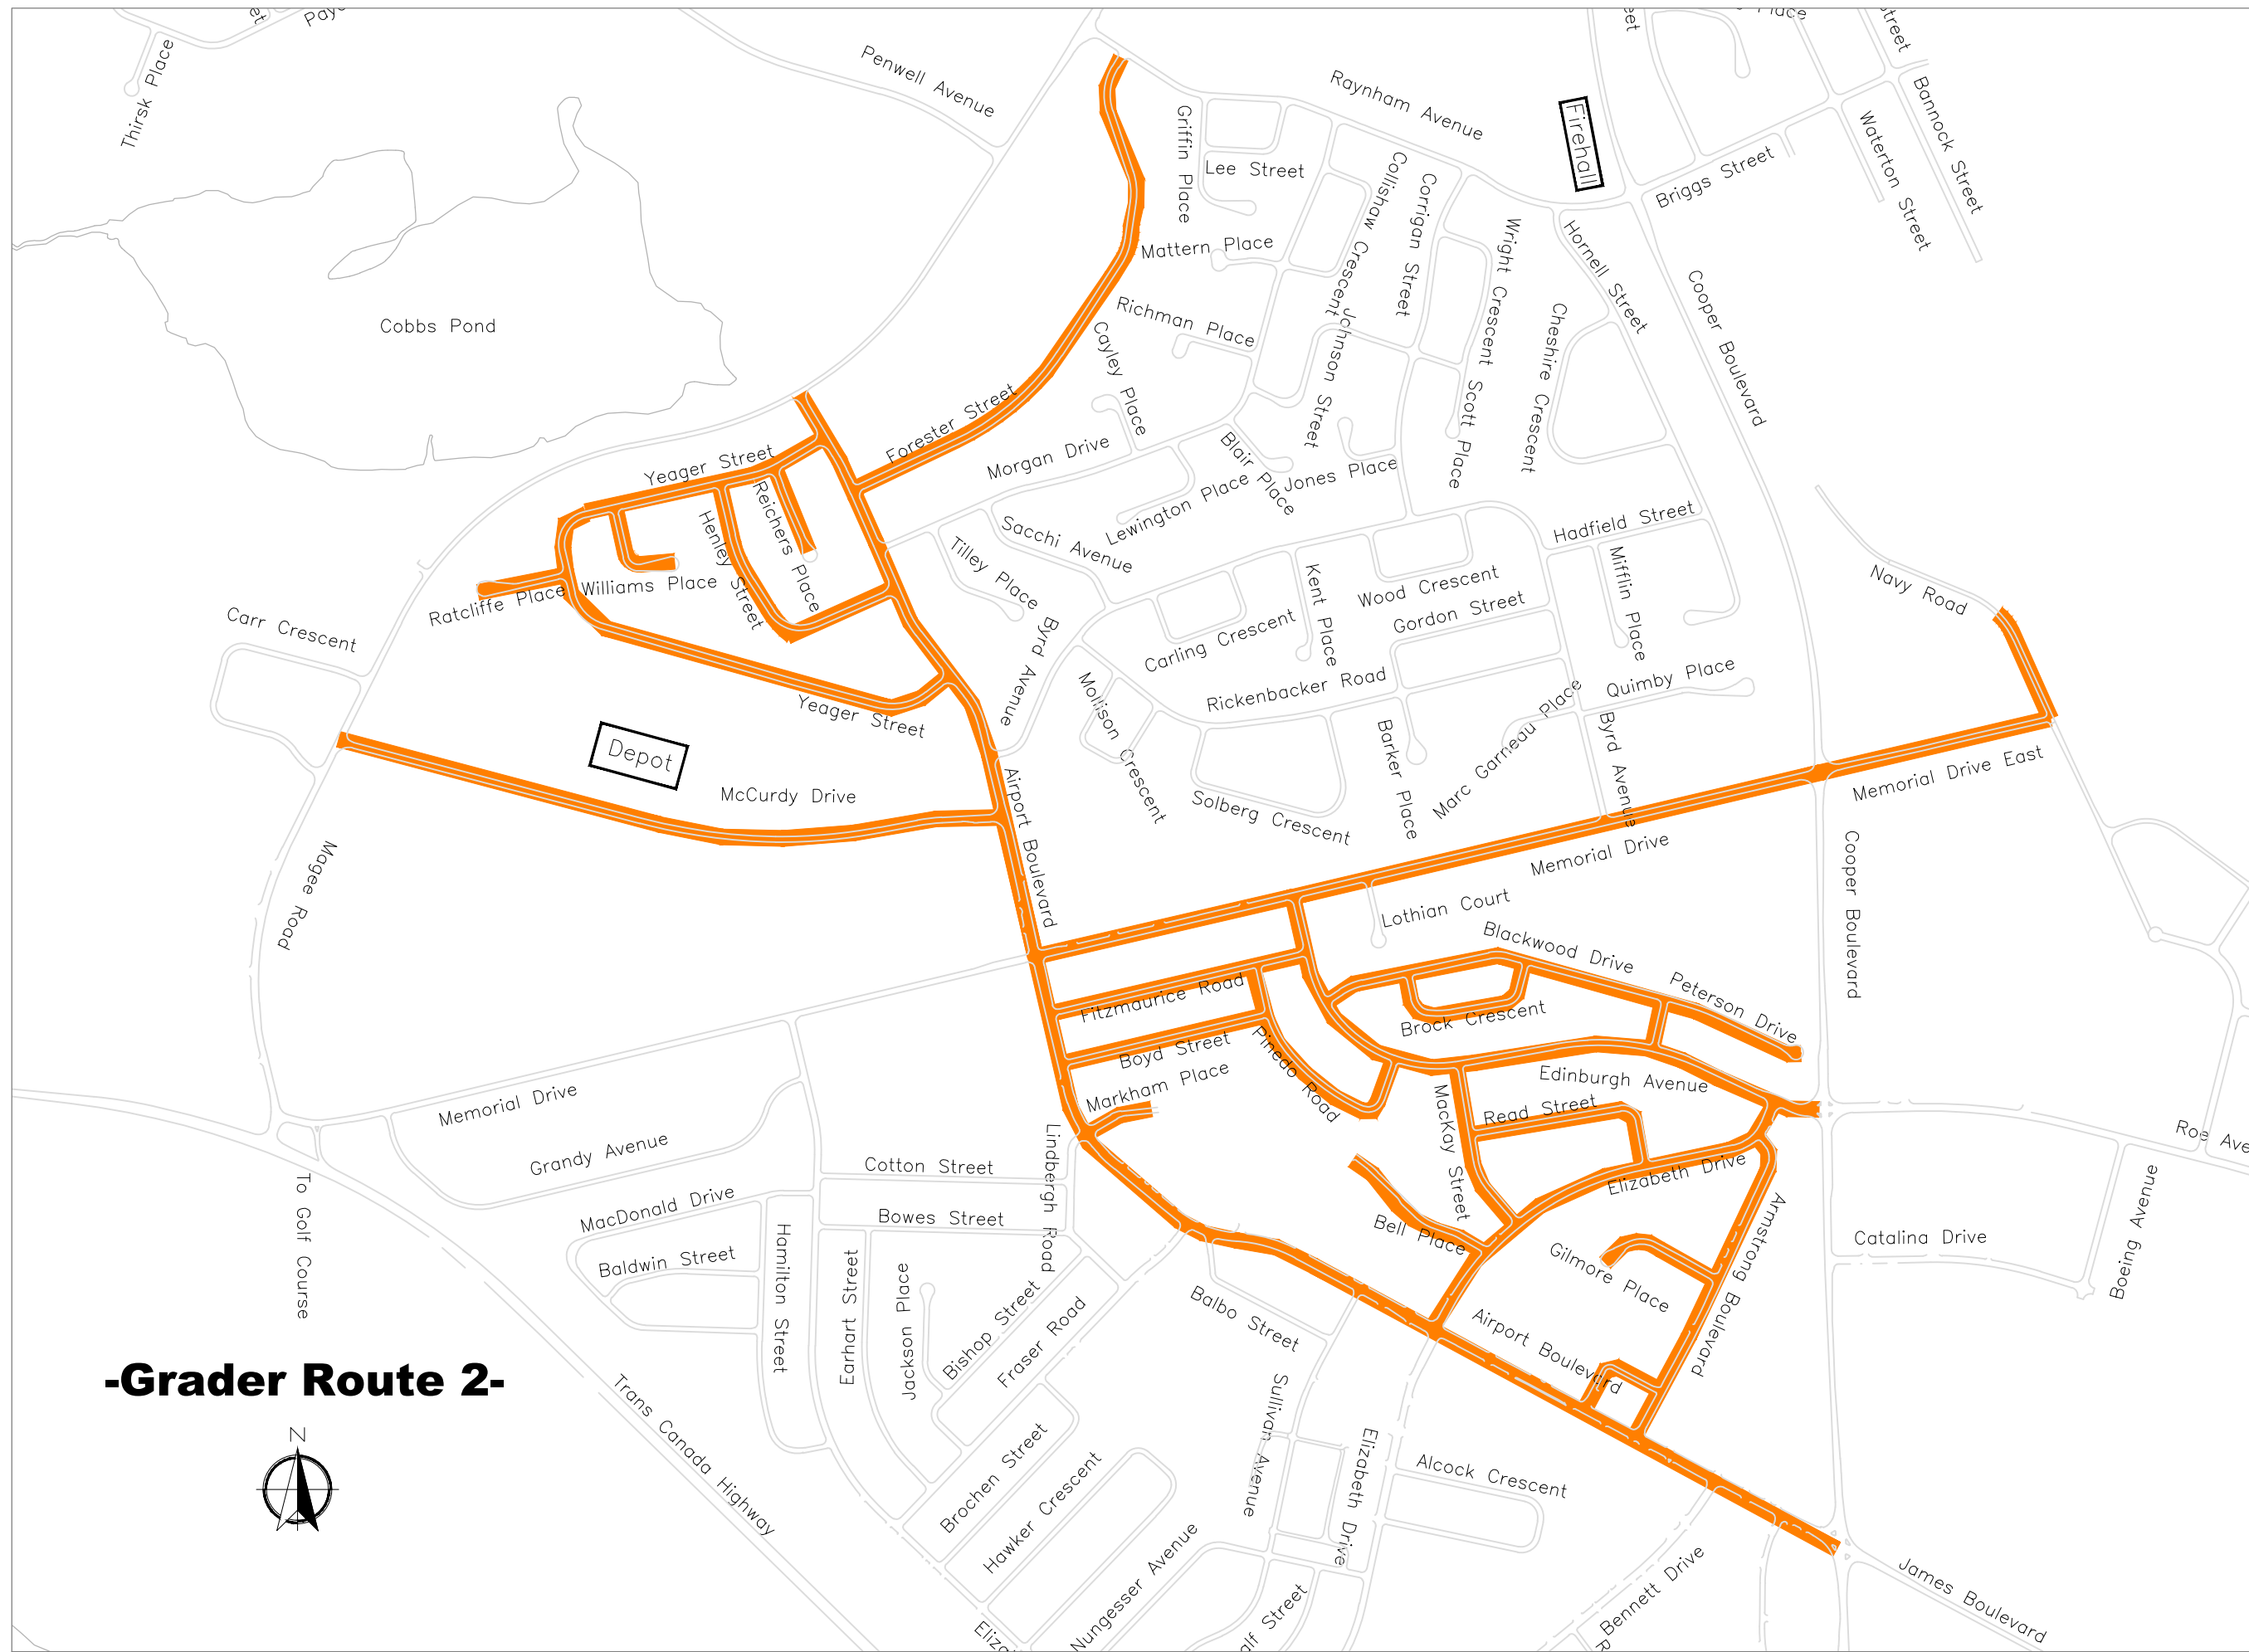 Thirsk Place
Penwell Avenue
Raynham Avenue
Griffin Place
Lee Street
Firehall
Briggs Street
Bannock Street
Waterton Street
Collishaw Crescent
Corrigan Street
Wright Crescent
Hornell Street
Cooper Boulevard
Mattern Place
Richman Place
Cobbs Pond
Cayley Place
Johnson Street
Cheshire Crescent
Scott Place
Forester Street
Morgan Drive
Blair Place
Jones Place
Lewington Place
Yeager Street
Reichers Place
Henley Street
Williams Place
Ratcliffe Place
Sacchi Avenue
Tilley Place
Hadfield Street
Mifflin Place
Navy Road
Kent Place
Wood Crescent
Gordon Street
Carling Crescent
Byrd Avenue
Carr Crescent
Mollison Crescent
Rickenbacker Road
Quimby Place
Marc Garneau Place
Barker Place
Byrd Avenue
Yeager Street
Depot
McCurdy Drive
Airport Boulevard
Solberg Crescent
Memorial Drive East
Memorial Drive
Magee Road
Cooper Boulevard
Lothian Court
Blackwood Drive
Peterson Drive
Fitzmaurice Road
Brock Crescent
Boyd Street
Pinedo Road
Markham Place
Edinburgh Avenue
MacKay Street
Read Street
Memorial Drive
Grandy Avenue
Lindbergh Road
Cotton Street
Elizabeth Drive
Armstrong Boulevard
MacDonald Drive
Bowes Street
Bell Place
Gilmore Place
Catalina Drive
Boeing Avenue
To Golf Course
Baldwin Street
Hamilton Street
Earhart Street
Jackson Place
Bishop Street
Fraser Road
Balbo Street
Airport Boulevard
-Grader Route 2-
N
Trans Canada Highway
Sullivan Avenue
Elizabeth Drive
Alcock Crescent
Brochen Street
Hawker Crescent
Nungesser Avenue
Bennett Drive
James Boulevard